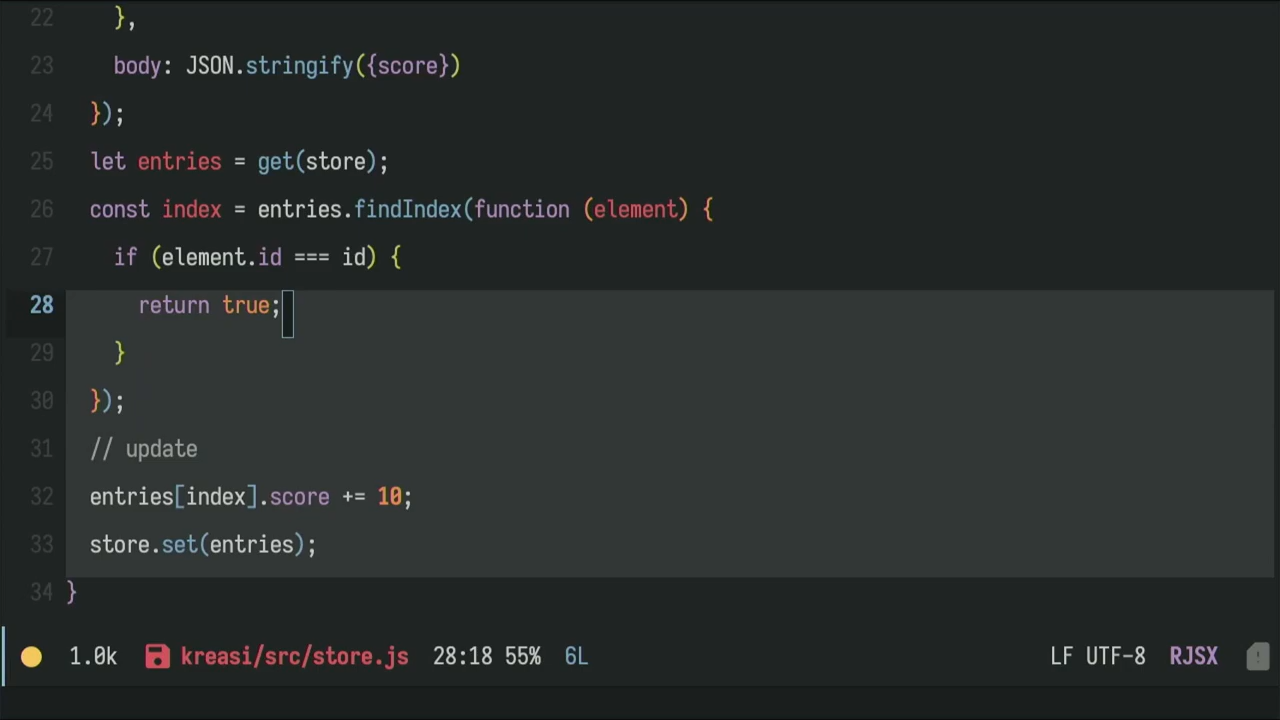 22 },
23 body: JSON.stringify({score})
24 });
25 let entries = get(store);
26 const index = entries.findIndex(function (element) {
27 if (element.id === id) {
28 return true;
29 }
30 });
31 // update
32 entries[index].score += 10;
33 store.set(entries);
34 }
1.0k kreasi/src/store.js 28:18 55% 6L LF UTF-8 RJSX